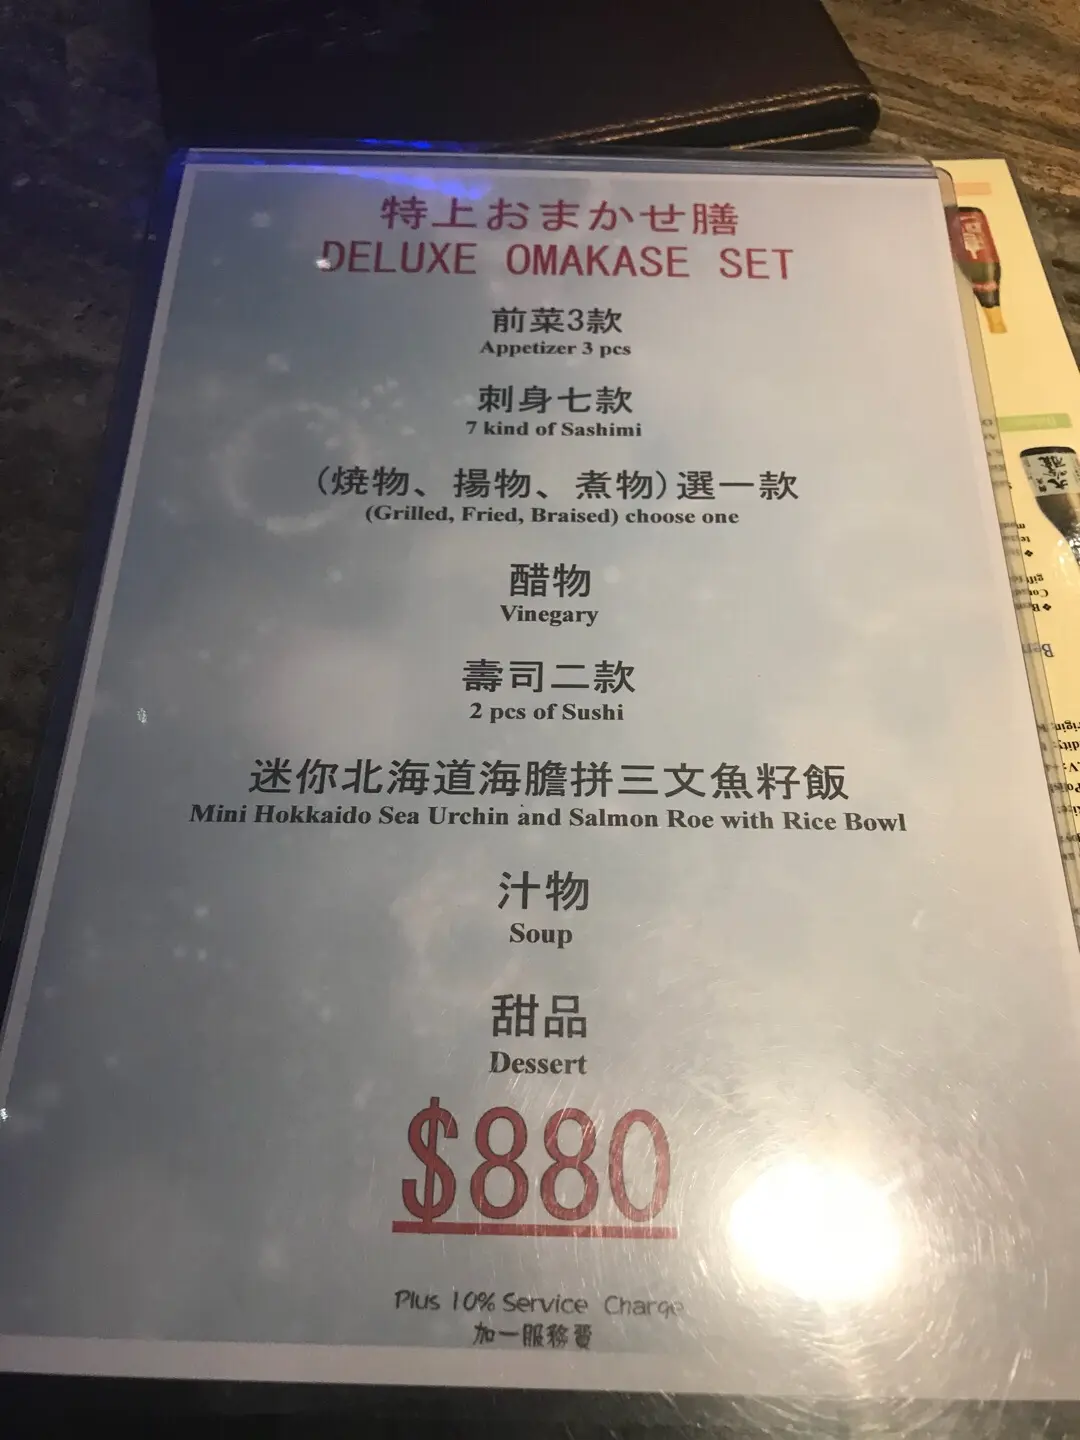 特上おまかせ膳
DELUXE OMAKASE SET
前菜3款
Appetizer 3 pcs
刺身七款
7 kind of Sashimi
(焼物、揚物、煮物)選一款
(Grilled, Fried, Braised) choose one
醋物
Vinegary
壽司二款
2 pcs of Sushi
迷你北海道海膽拼三文魚籽飯
Mini Hokkaido Sea Urchin and Salmon Roe with Rice Bowl
汁物
Soup
甜品
Dessert
$880
Plus 10% Service Charge
加一服務費